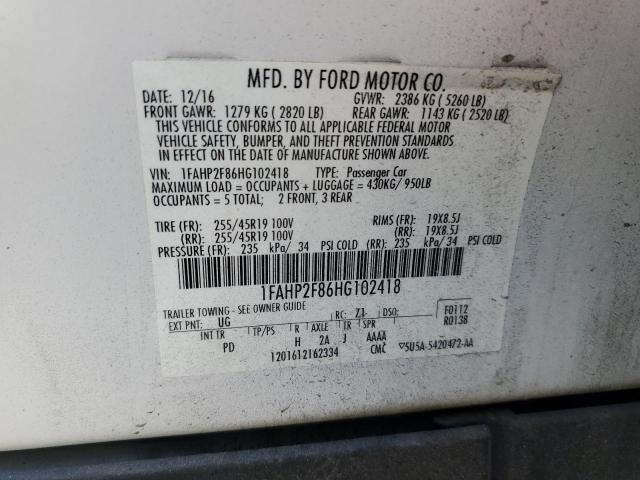 MFD. BY FORD MOTOR CO.
DATE: 12/16 GVWR: 2386 KG ( 5260 LB)
FRONT GAWR: 1279 KG ( 2820 LB) REAR GAWR: 1143 KG ( 2520 LB)
THIS VEHICLE CONFORMS TO ALL APPLICABLE FEDERAL MOTOR
VEHICLE SAFETY, BUMPER, AND THEFT PREVENTION STANDARDS
IN EFFECT ON THE DATE OF MANUFACTURE SHOWN ABOVE.
VIN: 1FAHP2F86HG102418 TYPE: Passenger Car
MAXIMUM LOAD = OCCUPANTS + LUGGAGE = 430KG/ 950LB
OCCUPANTS = 5 TOTAL; 2 FRONT, 3 REAR
TIRE (FR): 255/45R19 100V RIMS (FR): 19X8.5J
(RR): 255/45R19 100V (RR): 19X8.5J
PRESSURE (FR): 235 kPa/ 34 PSI COLD (RR): 235 kPa/ 34 PSI COLD
1FAHP2F86HG102418
TRAILER TOWING - SEE OWNER GUIDE
EXT PNT: UG RC: 71 DSO: F0112
INT TR TP/PS R AXLE TR SPR R0138
PD H 2A J AAAA
1201612162334 CMC 5U5A-5420472-AA